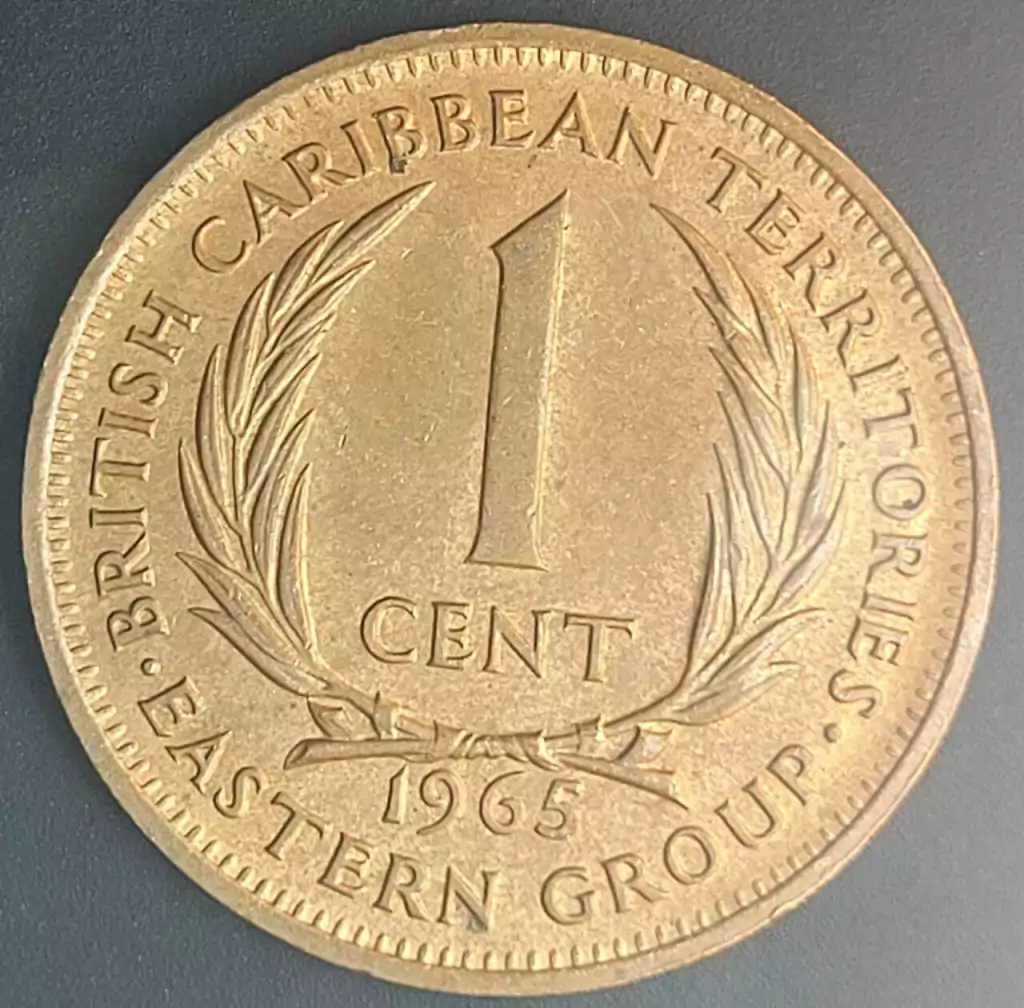 BRITISH CARIBBEAN TERRITORIES
1
CENT
1965
·EASTERN GROUP·